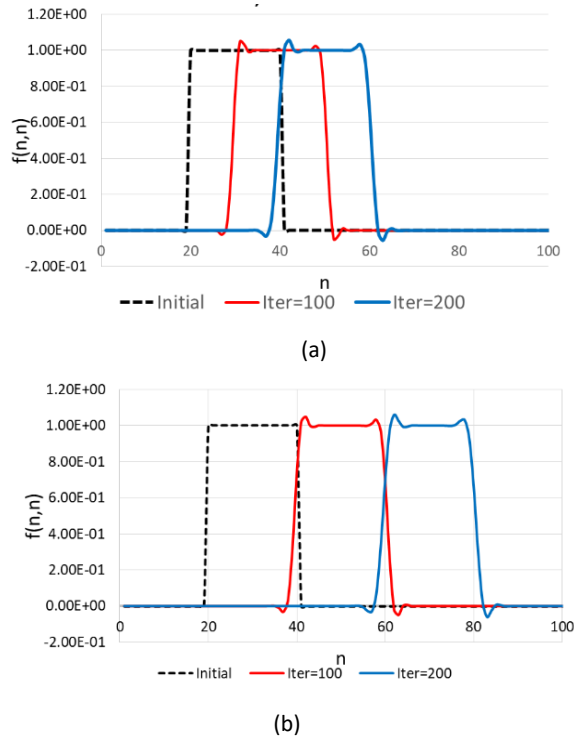 1.20E+00
1.00E+00
8.00E-01
6.00E-01
4.00E-01
2.00E-01
0.00E+00
-2.00E-01
f(n,n)
0 20 40 60 80 100
n
Initial Iter=100 Iter=200
(a)
1.20E+00
1.00E+00
8.00E-01
6.00E-01
4.00E-01
2.00E-01
0.00E+00
-2.00E-01
f(n,n)
0 20 40 60 80 100
n
Initial Iter=100 Iter=200
(b)